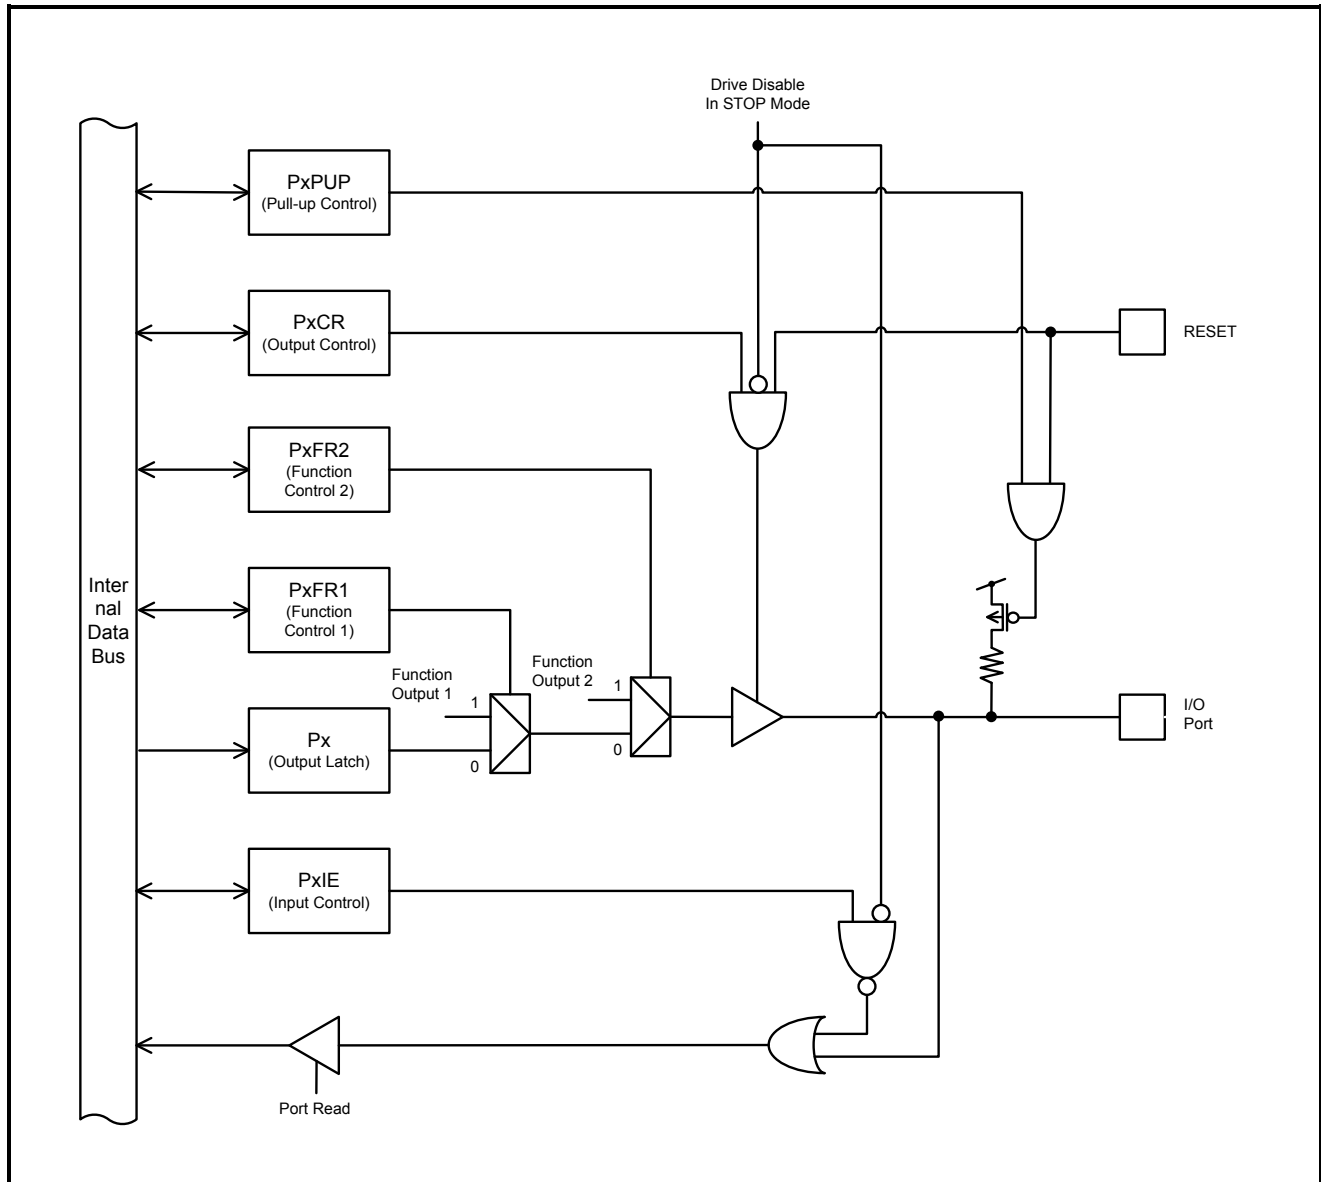 Drive Disable
In STOP Mode
PxPUP
(Pull-up Control)
PxCR
(Output Control)
RESET
PxFR2
(Function
Control 2)
PxFR1
(Function
Control 1)
Inter
nal
Data
Bus
Function
Output 1
1
0
Function
Output 2
1
0
I/O
Port
Px
(Output Latch)
PxIE
(Input Control)
Port Read